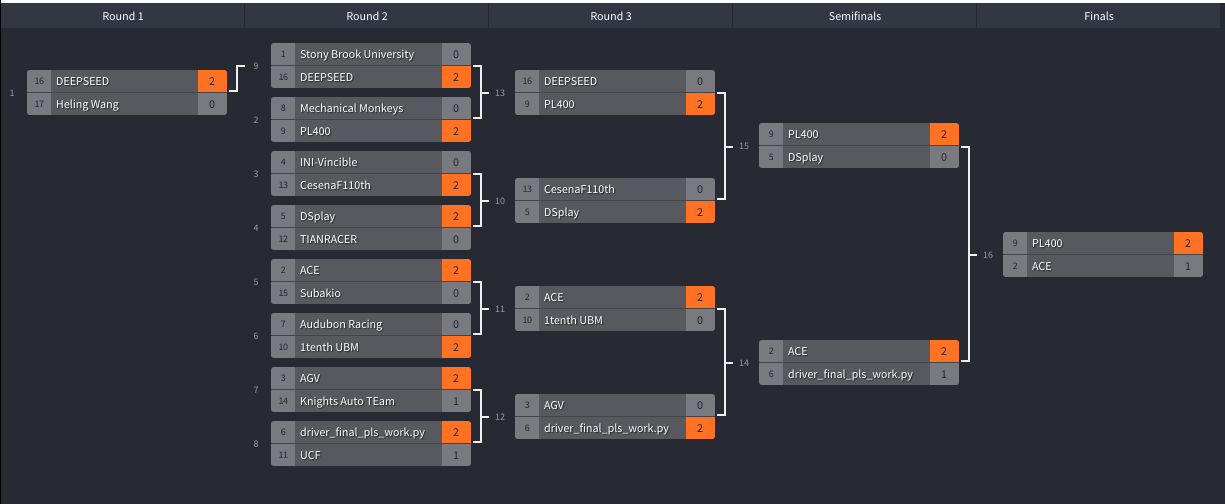 Round 1 Round 2 Round 3 Semifinals Finals
1
16 DEEPSEED 2
17 Heling Wang 0
9
1 Stony Brook University 0
16 DEEPSEED 2
2
8 Mechanical Monkeys 0
9 PL400 2
3
4 INI-Vincible 0
13 CesenaF110th 2
4
5 DSplay 2
12 TIANRACER 0
5
2 ACE 2
15 Subakio 0
6
7 Audubon Racing 0
10 1tenth UBM 2
7
3 AGV 2
14 Knights Auto TEam 1
8
6 driver_final_pls_work.py 2
11 UCF 1
13
16 DEEPSEED 0
9 PL400 2
10
13 CesenaF110th 0
5 DSplay 2
11
2 ACE 2
10 1tenth UBM 0
12
3 AGV 0
6 driver_final_pls_work.py 2
15
9 PL400 2
5 DSplay 0
14
2 ACE 2
6 driver_final_pls_work.py 1
16
9 PL400 2
2 ACE 1